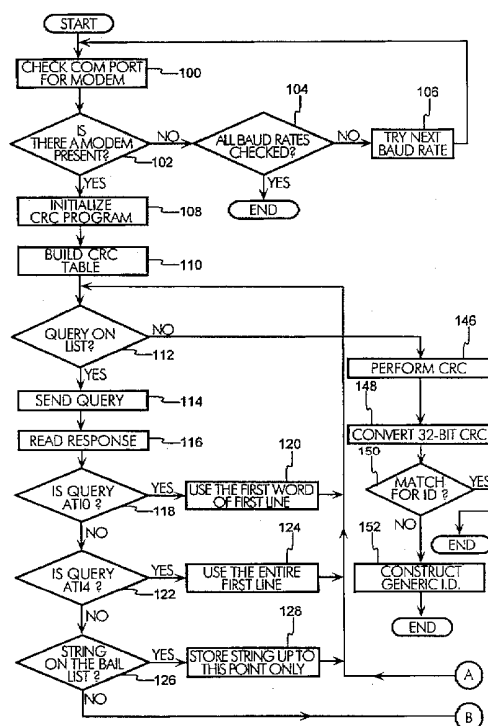 START
CHECK COM PORT
FOR MODEM
100
IS
THERE A MODEM
PRESENT?
102
NO
YES
104
ALL BAUD RATES
CHECKED?
NO
YES
END
106
TRY NEXT
BAUD RATE
INITIALIZE
CRC PROGRAM
108
BUILD CRC
TABLE
110
QUERY ON
LIST?
112
NO
YES
SEND QUERY
114
READ RESPONSE
116
IS QUERY
ATI0 ?
118
YES
NO
120
USE THE FIRST WORD
OF FIRST LINE
IS QUERY
ATI4 ?
122
YES
NO
124
USE THE ENTIRE
FIRST LINE
STRING
ON THE BAIL
LIST ?
126
YES
NO
128
STORE STRING UP TO
THIS POINT ONLY
146
PERFORM CRC
148
CONVERT 32-BIT CRC
150
MATCH
FOR ID ?
YES
NO
END
152
CONSTRUCT
GENERIC I.D.
END
A
B